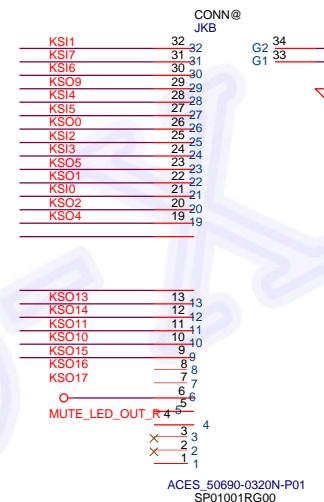 CONN@
JKB
KSI1 32 32 G2 34
KSI7 31 31 G1 33
KSI6 30 30
KSO9 29 29
KSI4 28 28
KSI5 27 27
KSO0 26 26
KSI2 25 25
KSI3 24 24
KSO5 23 23
KSO1 22 22
KSI0 21 21
KSO2 20 20
KSO4 19 19
KSO13 13 13
KSO14 12 12
KSO11 11 11
KSO10 10 10
KSO15 9 9
KSO16 8 8
KSO17 7 7
6 6
MUTE_LED_OUT_R 5 5
4 4
3 3
2 2
1 1
ACES_50690-0320N-P01
SP01001RG00